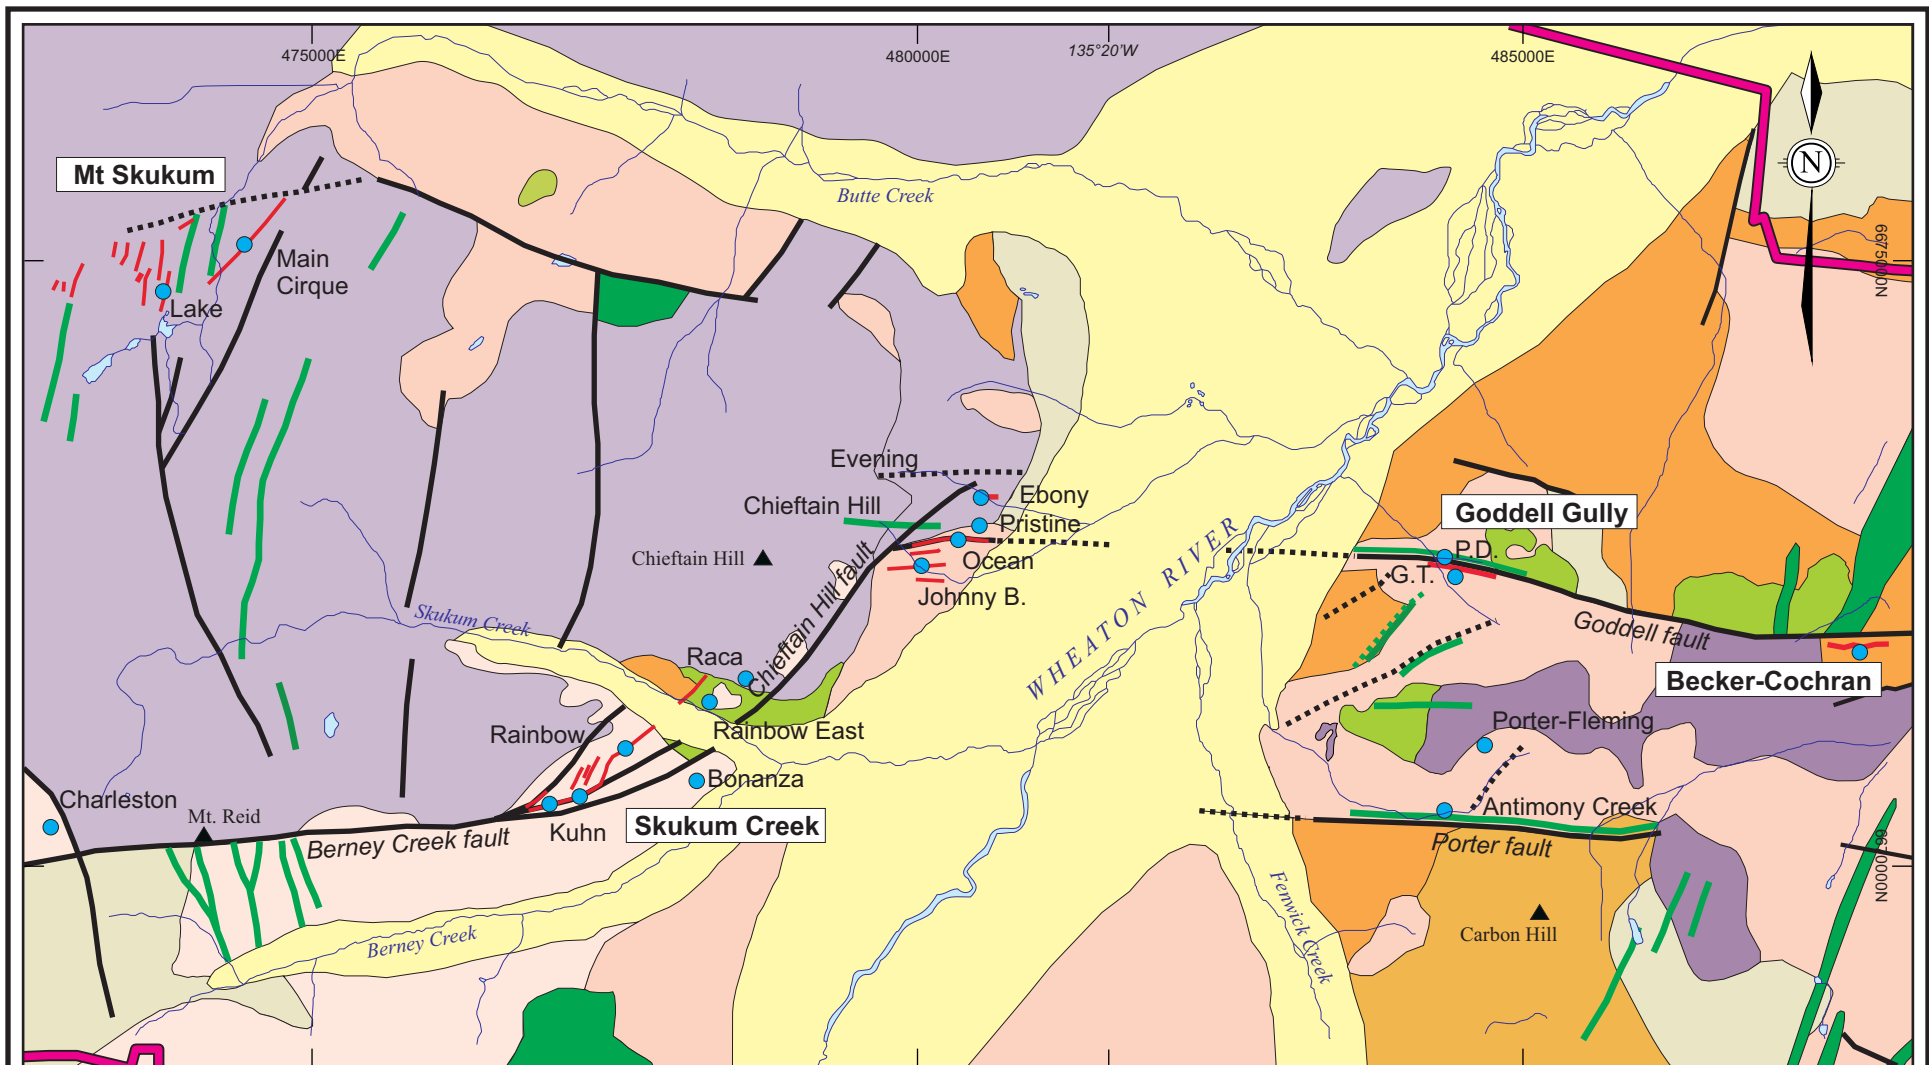 475000E
480000E
135°20'W
485000E
N
Mt Skukum
Butte Creek
Main
Cirque
Lake
6675000N
Evening
Ebony
Chieftain Hill
Pristine
Chieftain Hill
Ocean
Johnny B.
Chieftain Hill fault
Goddell Gully
P.D.
G.T.
Goddell fault
WHEATON RIVER
Skukum Creek
Raca
Rainbow East
Rainbow
Bonanza
Becker-Cochran
Porter-Fleming
Charleston
Mt. Reid
Berney Creek fault
Kuhn
Skukum Creek
Antimony Creek
Porter fault
6670000N
Fenwick Creek
Carbon Hill
Berney Creek